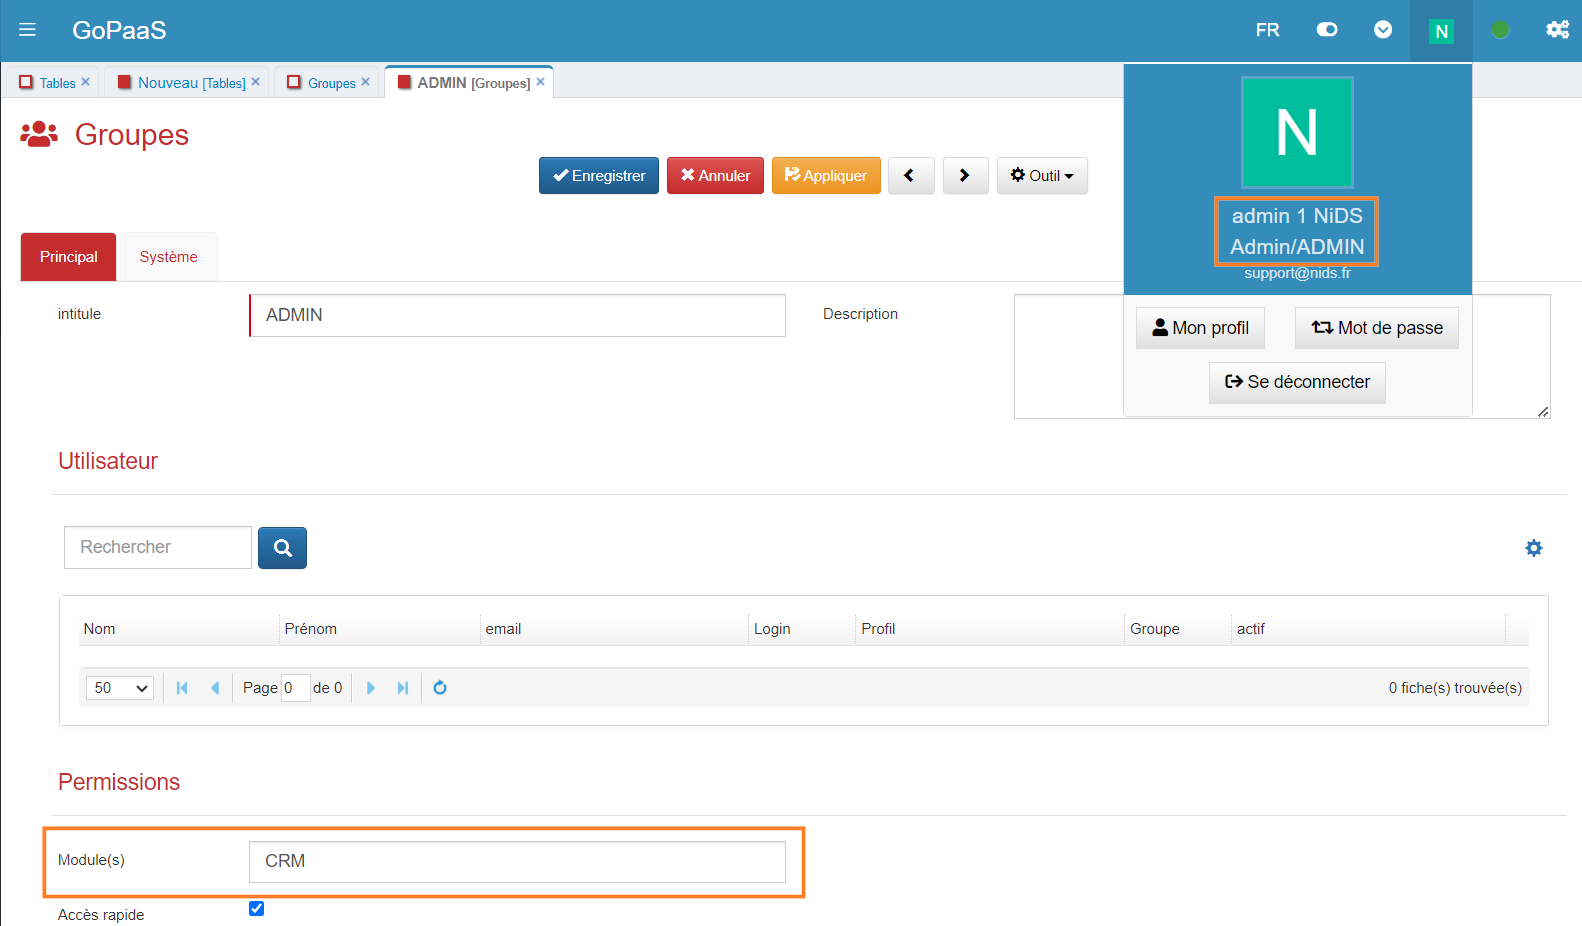 GoPaaS
FR
N
Tables ×
Nouveau [Tables] ×
Groupes ×
ADMIN [Groupes] ×
N
admin 1 NiDS
Admin/ADMIN
support@nids.fr
Mon profil
Mot de passe
Se déconnecter
Groupes
Enregistrer
Annuler
Appliquer
Outil
Principal
Système
intitule
ADMIN
Description
Utilisateur
Rechercher
Nom
Prénom
email
Login
Profil
Groupe
actif
50
Page 0 de 0
0 fiche(s) trouvée(s)
Permissions
Module(s)
CRM
Accès rapide